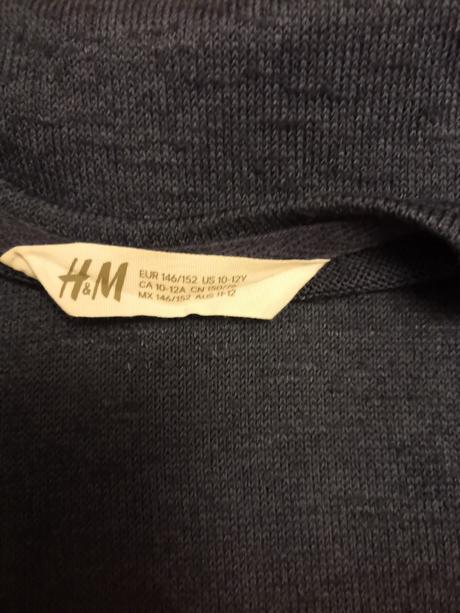 H&M
EUR 146/152 US 10-12Y
CA 10-12A CN 150/76
MX 146/152 AUS 11-12